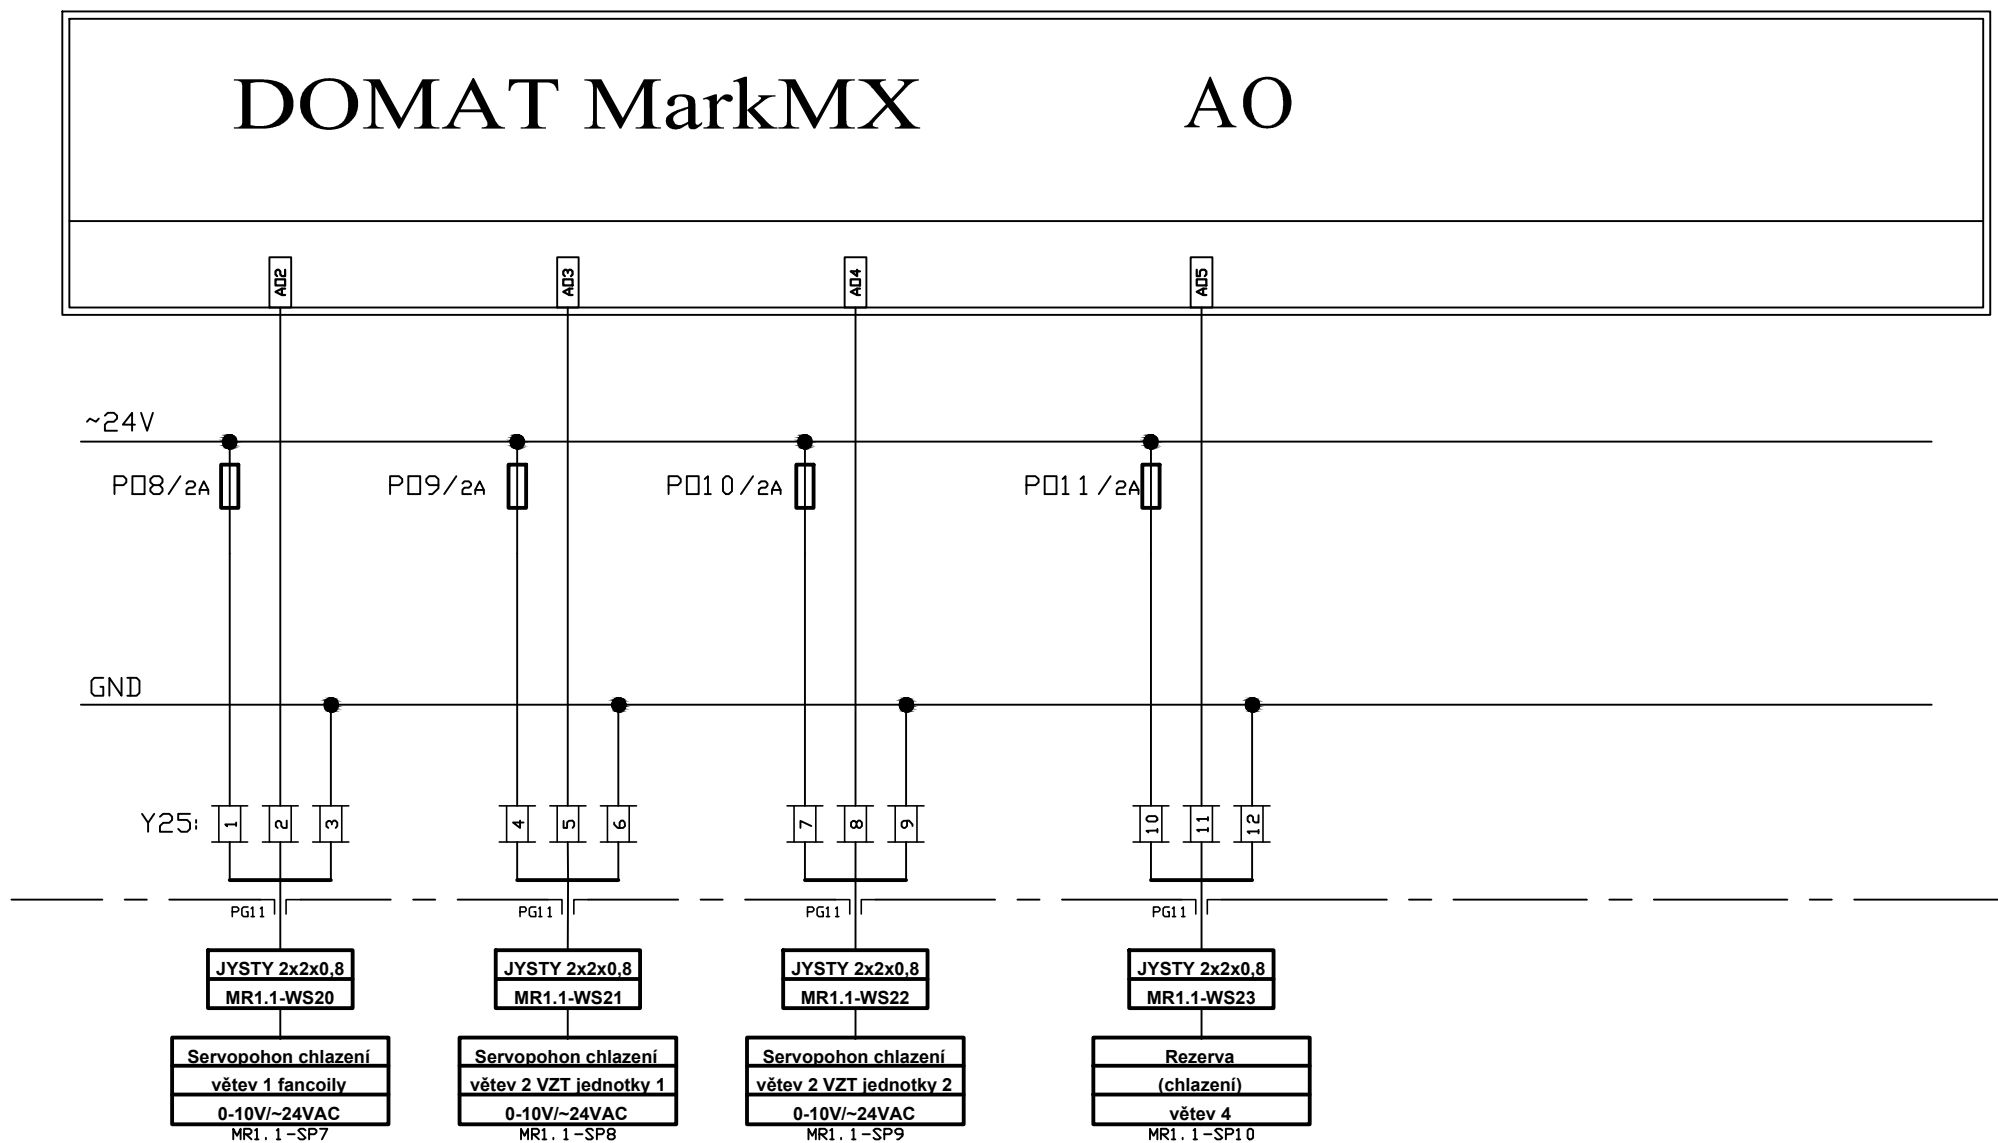 DOMAT MarkMX AO
AO2 AO3 AO4 AO5
~24V
PO8/2A PO9/2A PO10/2A PO11/2A
GND
Y25: 1 2 3 4 5 6 7 8 9 10 11 12
PG11 PG11 PG11 PG11
JYSTY 2x2x0,8 JYSTY 2x2x0,8 JYSTY 2x2x0,8 JYSTY 2x2x0,8
MR1.1-WS20 MR1.1-WS21 MR1.1-WS22 MR1.1-WS23
Servopohon chlazení Servopohon chlazení Servopohon chlazení Rezerva
větev 1 fancoily větev 2 VZT jednotky 1 větev 2 VZT jednotky 2 (chlazení)
0-10V/~24VAC 0-10V/~24VAC 0-10V/~24VAC větev 4
MR1.1-SP7 MR1.1-SP8 MR1.1-SP9 MR1.1-SP10